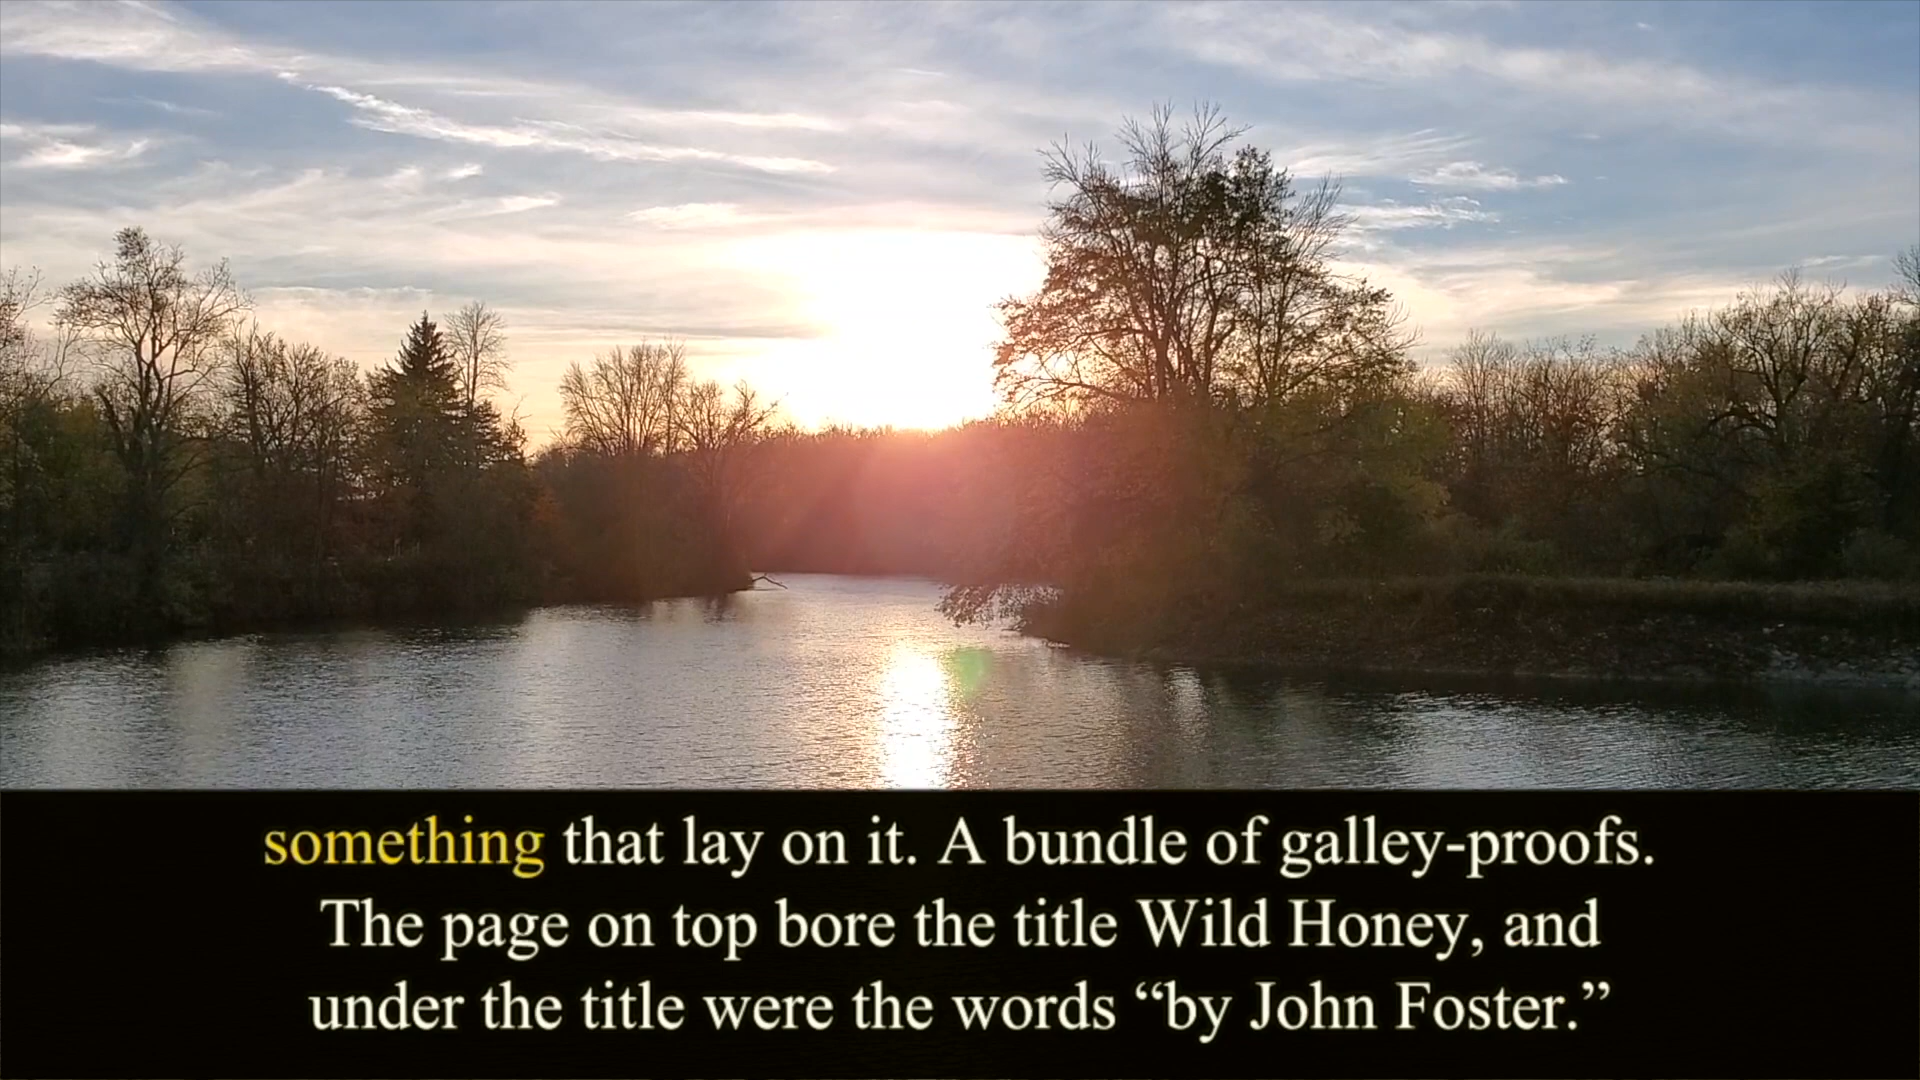 something that lay on it. A bundle of galley-proofs.
The page on top bore the title Wild Honey, and
under the title were the words “by John Foster.”